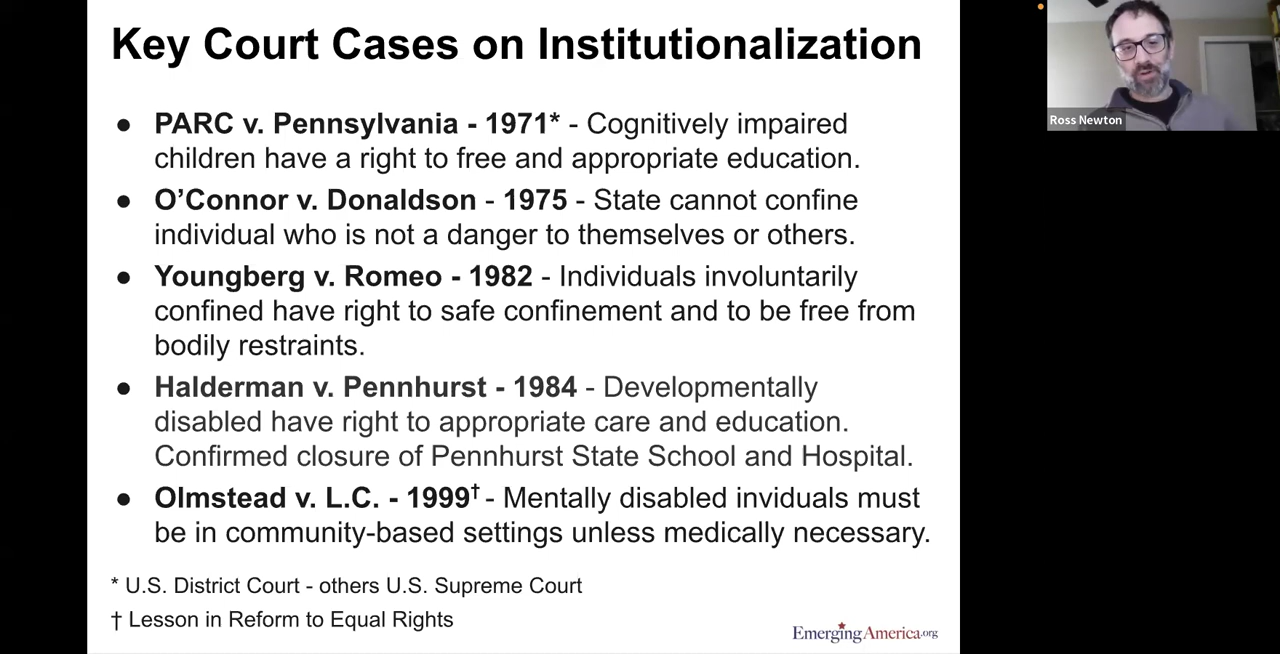 Key Court Cases on Institutionalization
● PARC v. Pennsylvania - 1971* - Cognitively impaired
children have a right to free and appropriate education.
● O’Connor v. Donaldson - 1975 - State cannot confine
individual who is not a danger to themselves or others.
● Youngberg v. Romeo - 1982 - Individuals involuntarily
confined have right to safe confinement and to be free from
bodily restraints.
● Halderman v. Pennhurst - 1984 - Developmentally
disabled have right to appropriate care and education.
Confirmed closure of Pennhurst State School and Hospital.
● Olmstead v. L.C. - 1999† - Mentally disabled inviduals must
be in community-based settings unless medically necessary.
* U.S. District Court - others U.S. Supreme Court
† Lesson in Reform to Equal Rights
EmergingAmerica.org
Ross Newton